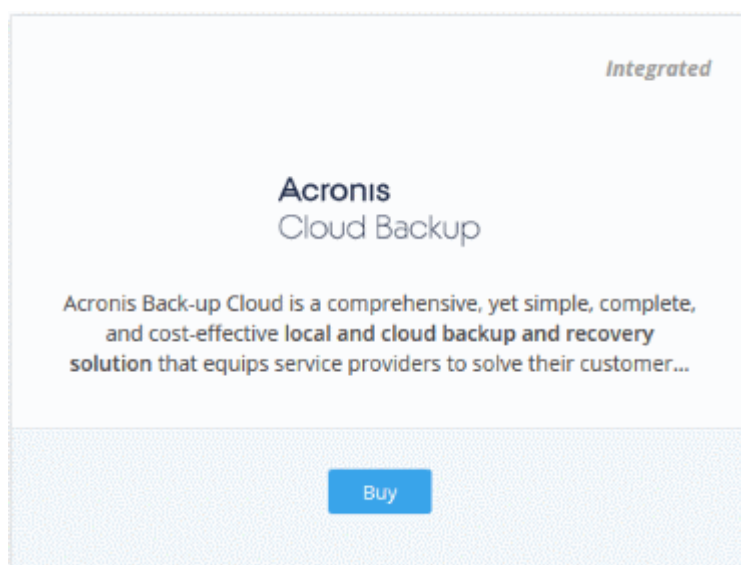 Integrated
Acronis
Cloud Backup
Acronis Back-up Cloud is a comprehensive, yet simple, complete,
and cost-effective local and cloud backup and recovery
solution that equips service providers to solve their customer...
Buy